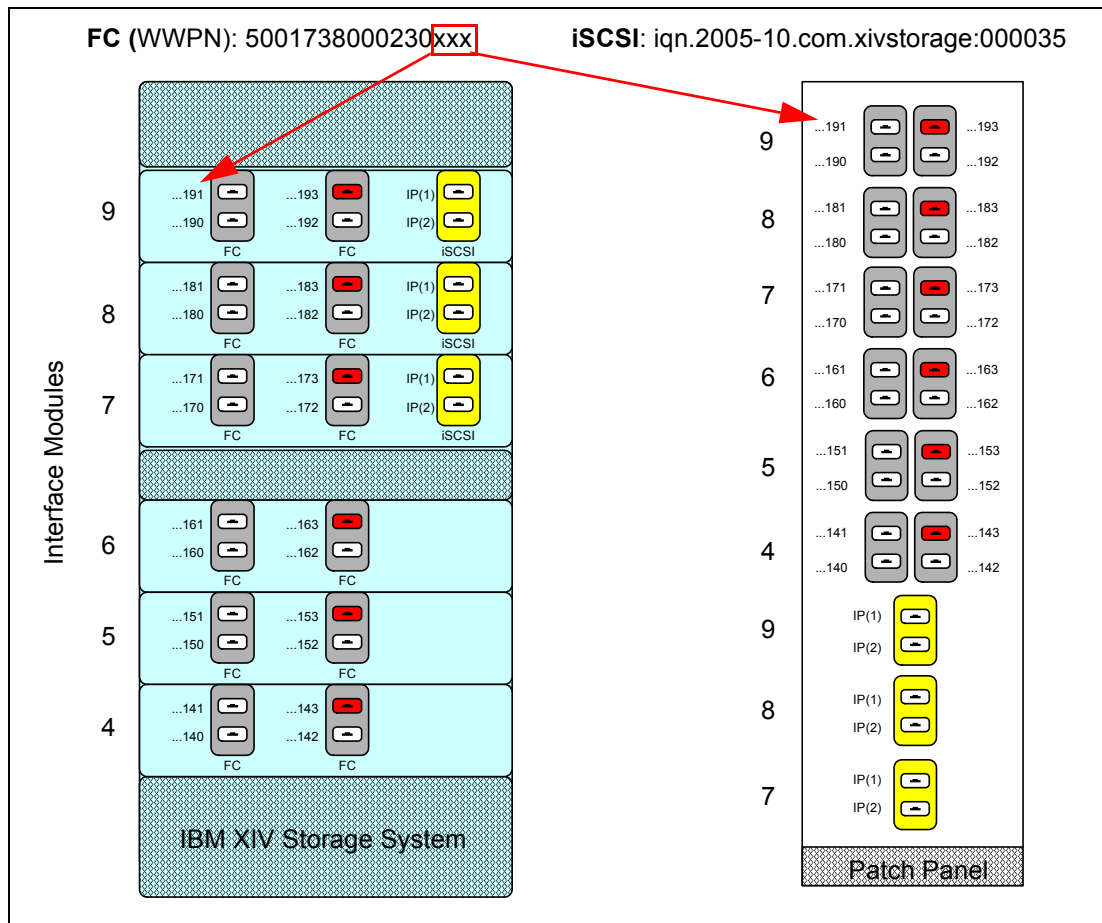 FC (WWPN): 5001738000230xxx
iSCSI: iqn.2005-10.com.xivstorage:000035
Interface Modules
9
...191
...193
IP(1)
...190
...192
IP(2)
FC
FC
iSCSI
8
...181
...183
IP(1)
...180
...182
IP(2)
FC
FC
iSCSI
7
...171
...173
IP(1)
...170
...172
IP(2)
FC
FC
iSCSI
6
...161
...163
...160
...162
FC
FC
5
...151
...153
...150
...152
FC
FC
4
...141
...143
...140
...142
FC
FC
IBM XIV Storage System
9
...191
...193
...190
...192
8
...181
...183
...180
...182
7
...171
...173
...170
...172
6
...161
...163
...160
...162
5
...151
...153
...150
...152
4
...141
...143
...140
...142
9
IP(1)
IP(2)
8
IP(1)
IP(2)
7
IP(1)
IP(2)
Patch Panel